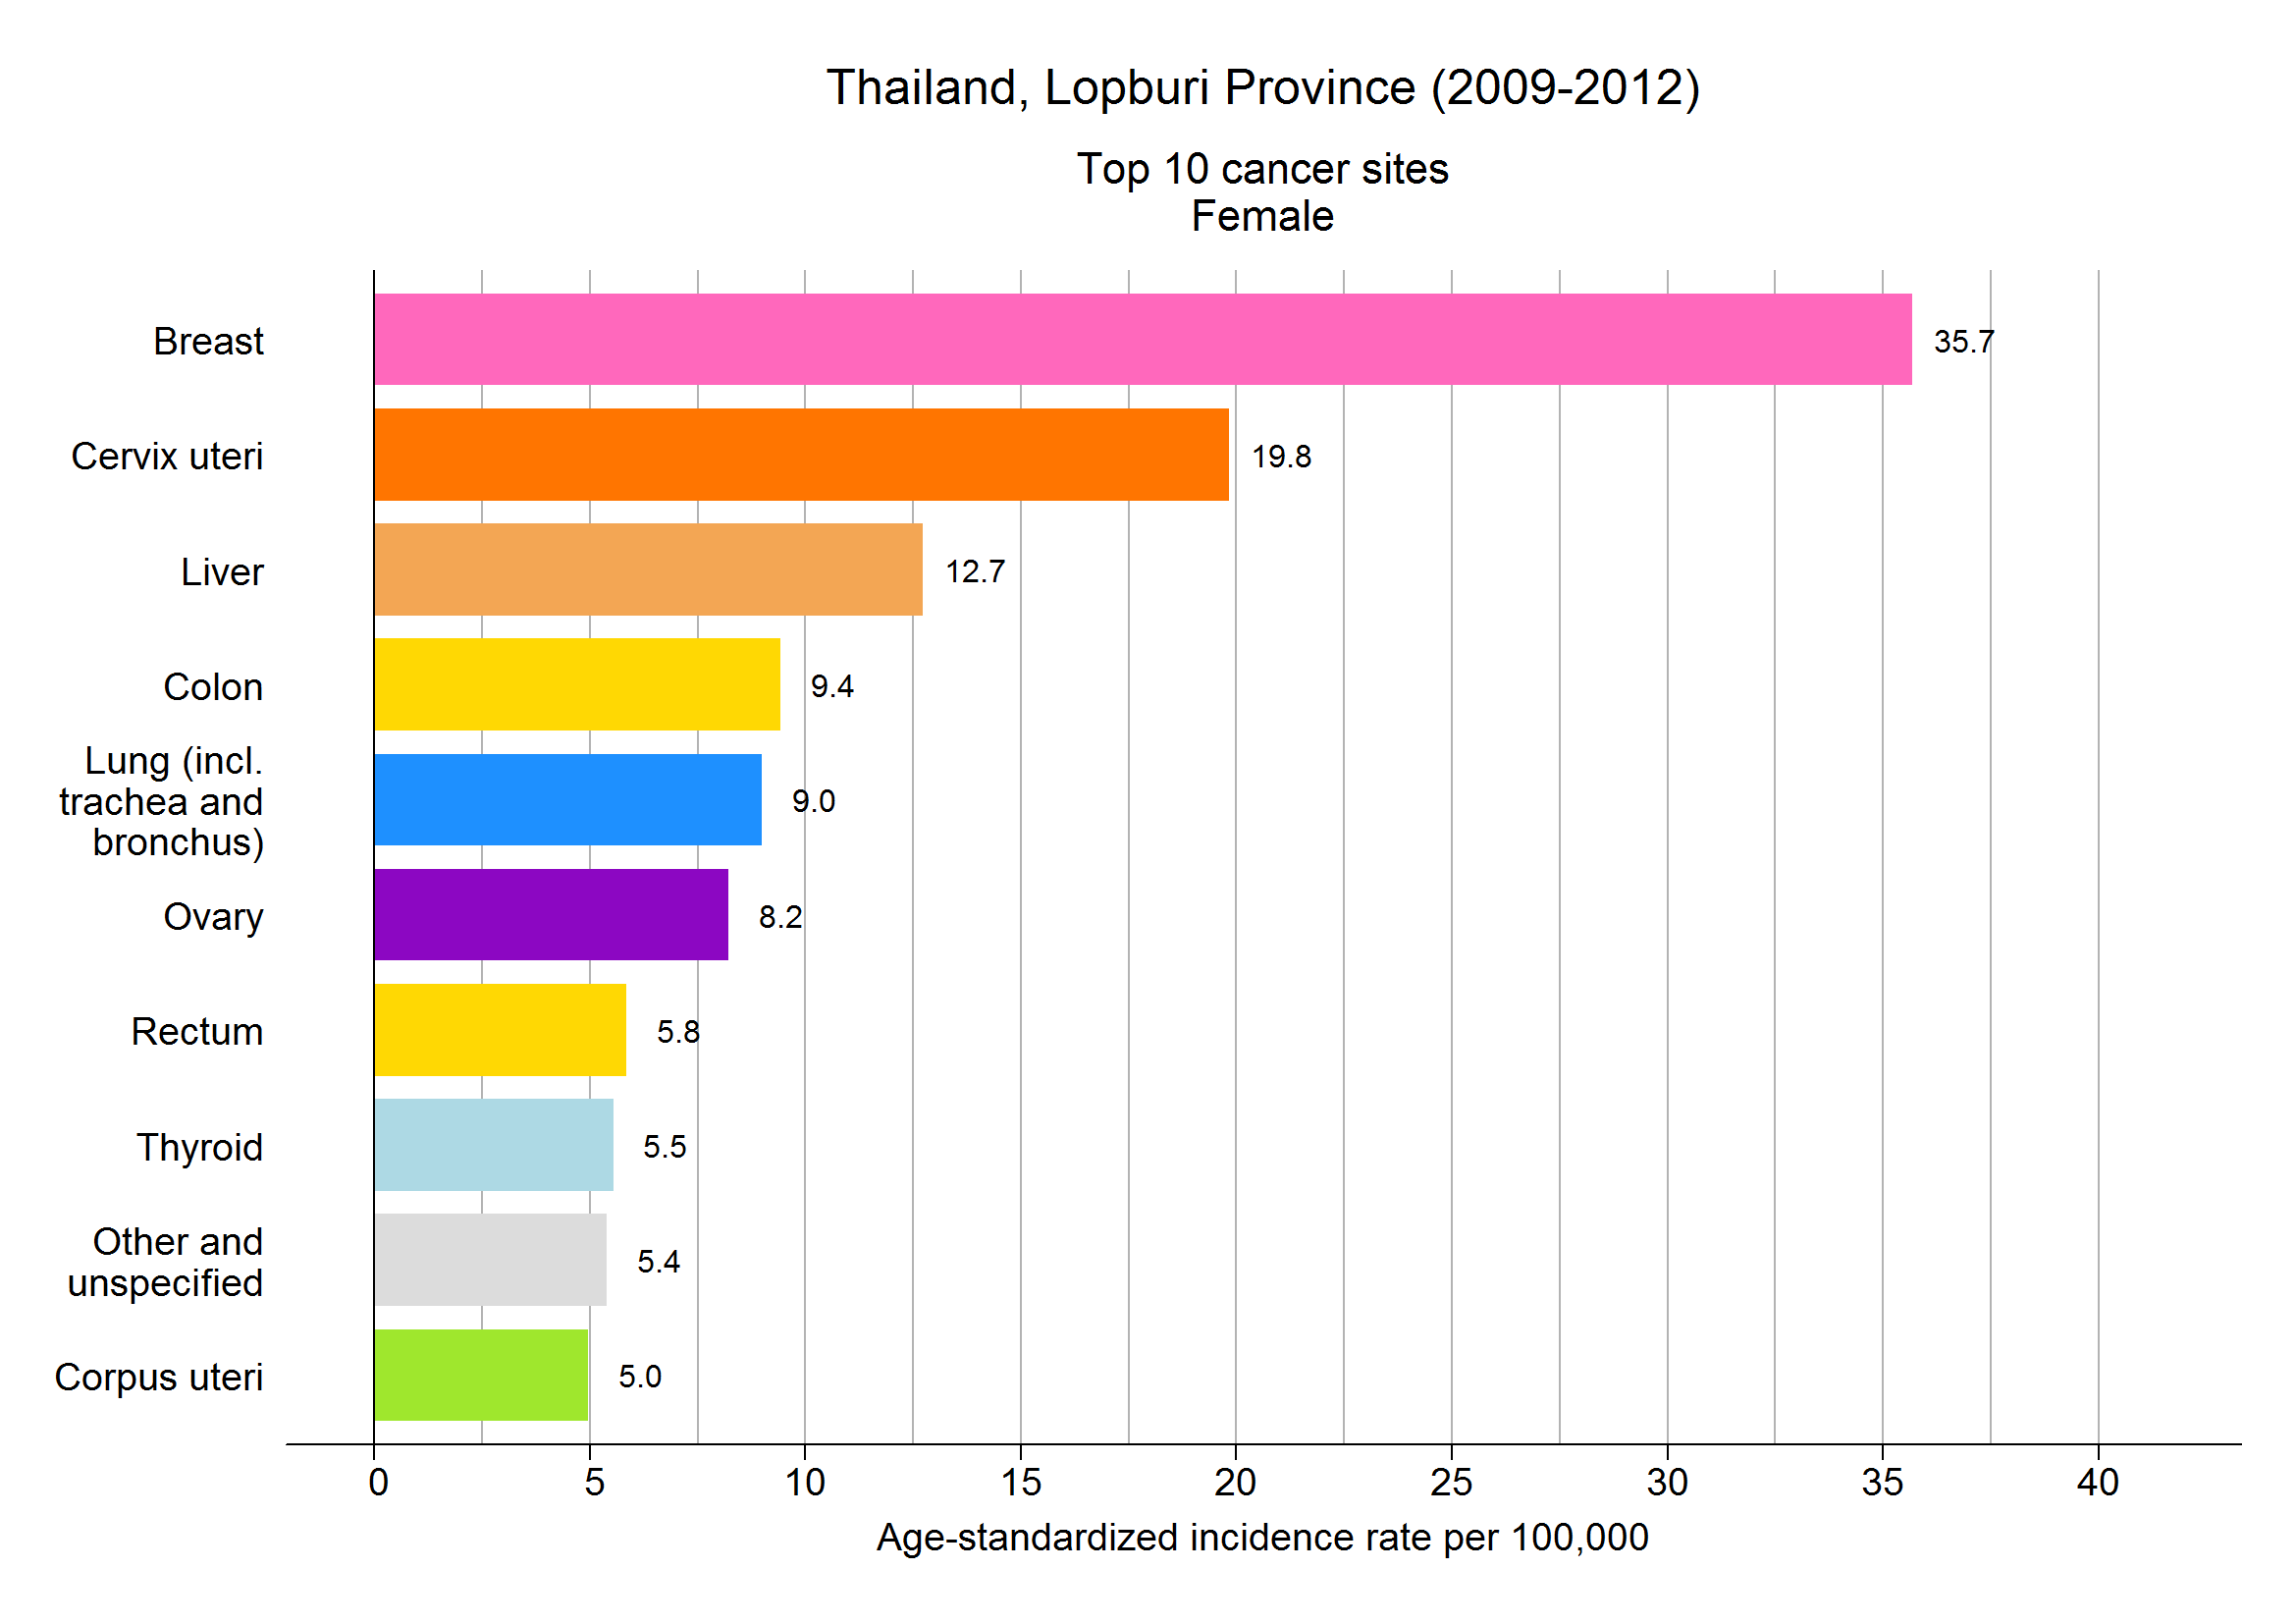 Thailand, Lopburi Province (2009-2012)
Top 10 cancer sites
Female
Breast
35.7
Cervix uteri
19.8
Liver
12.7
Colon
9.4
Lung (incl.
trachea and
bronchus)
9.0
Ovary
8.2
Rectum
5.8
Thyroid
5.5
Other and
unspecified
5.4
Corpus uteri
5.0
0 5 10 15 20 25 30 35 40
Age-standardized incidence rate per 100,000